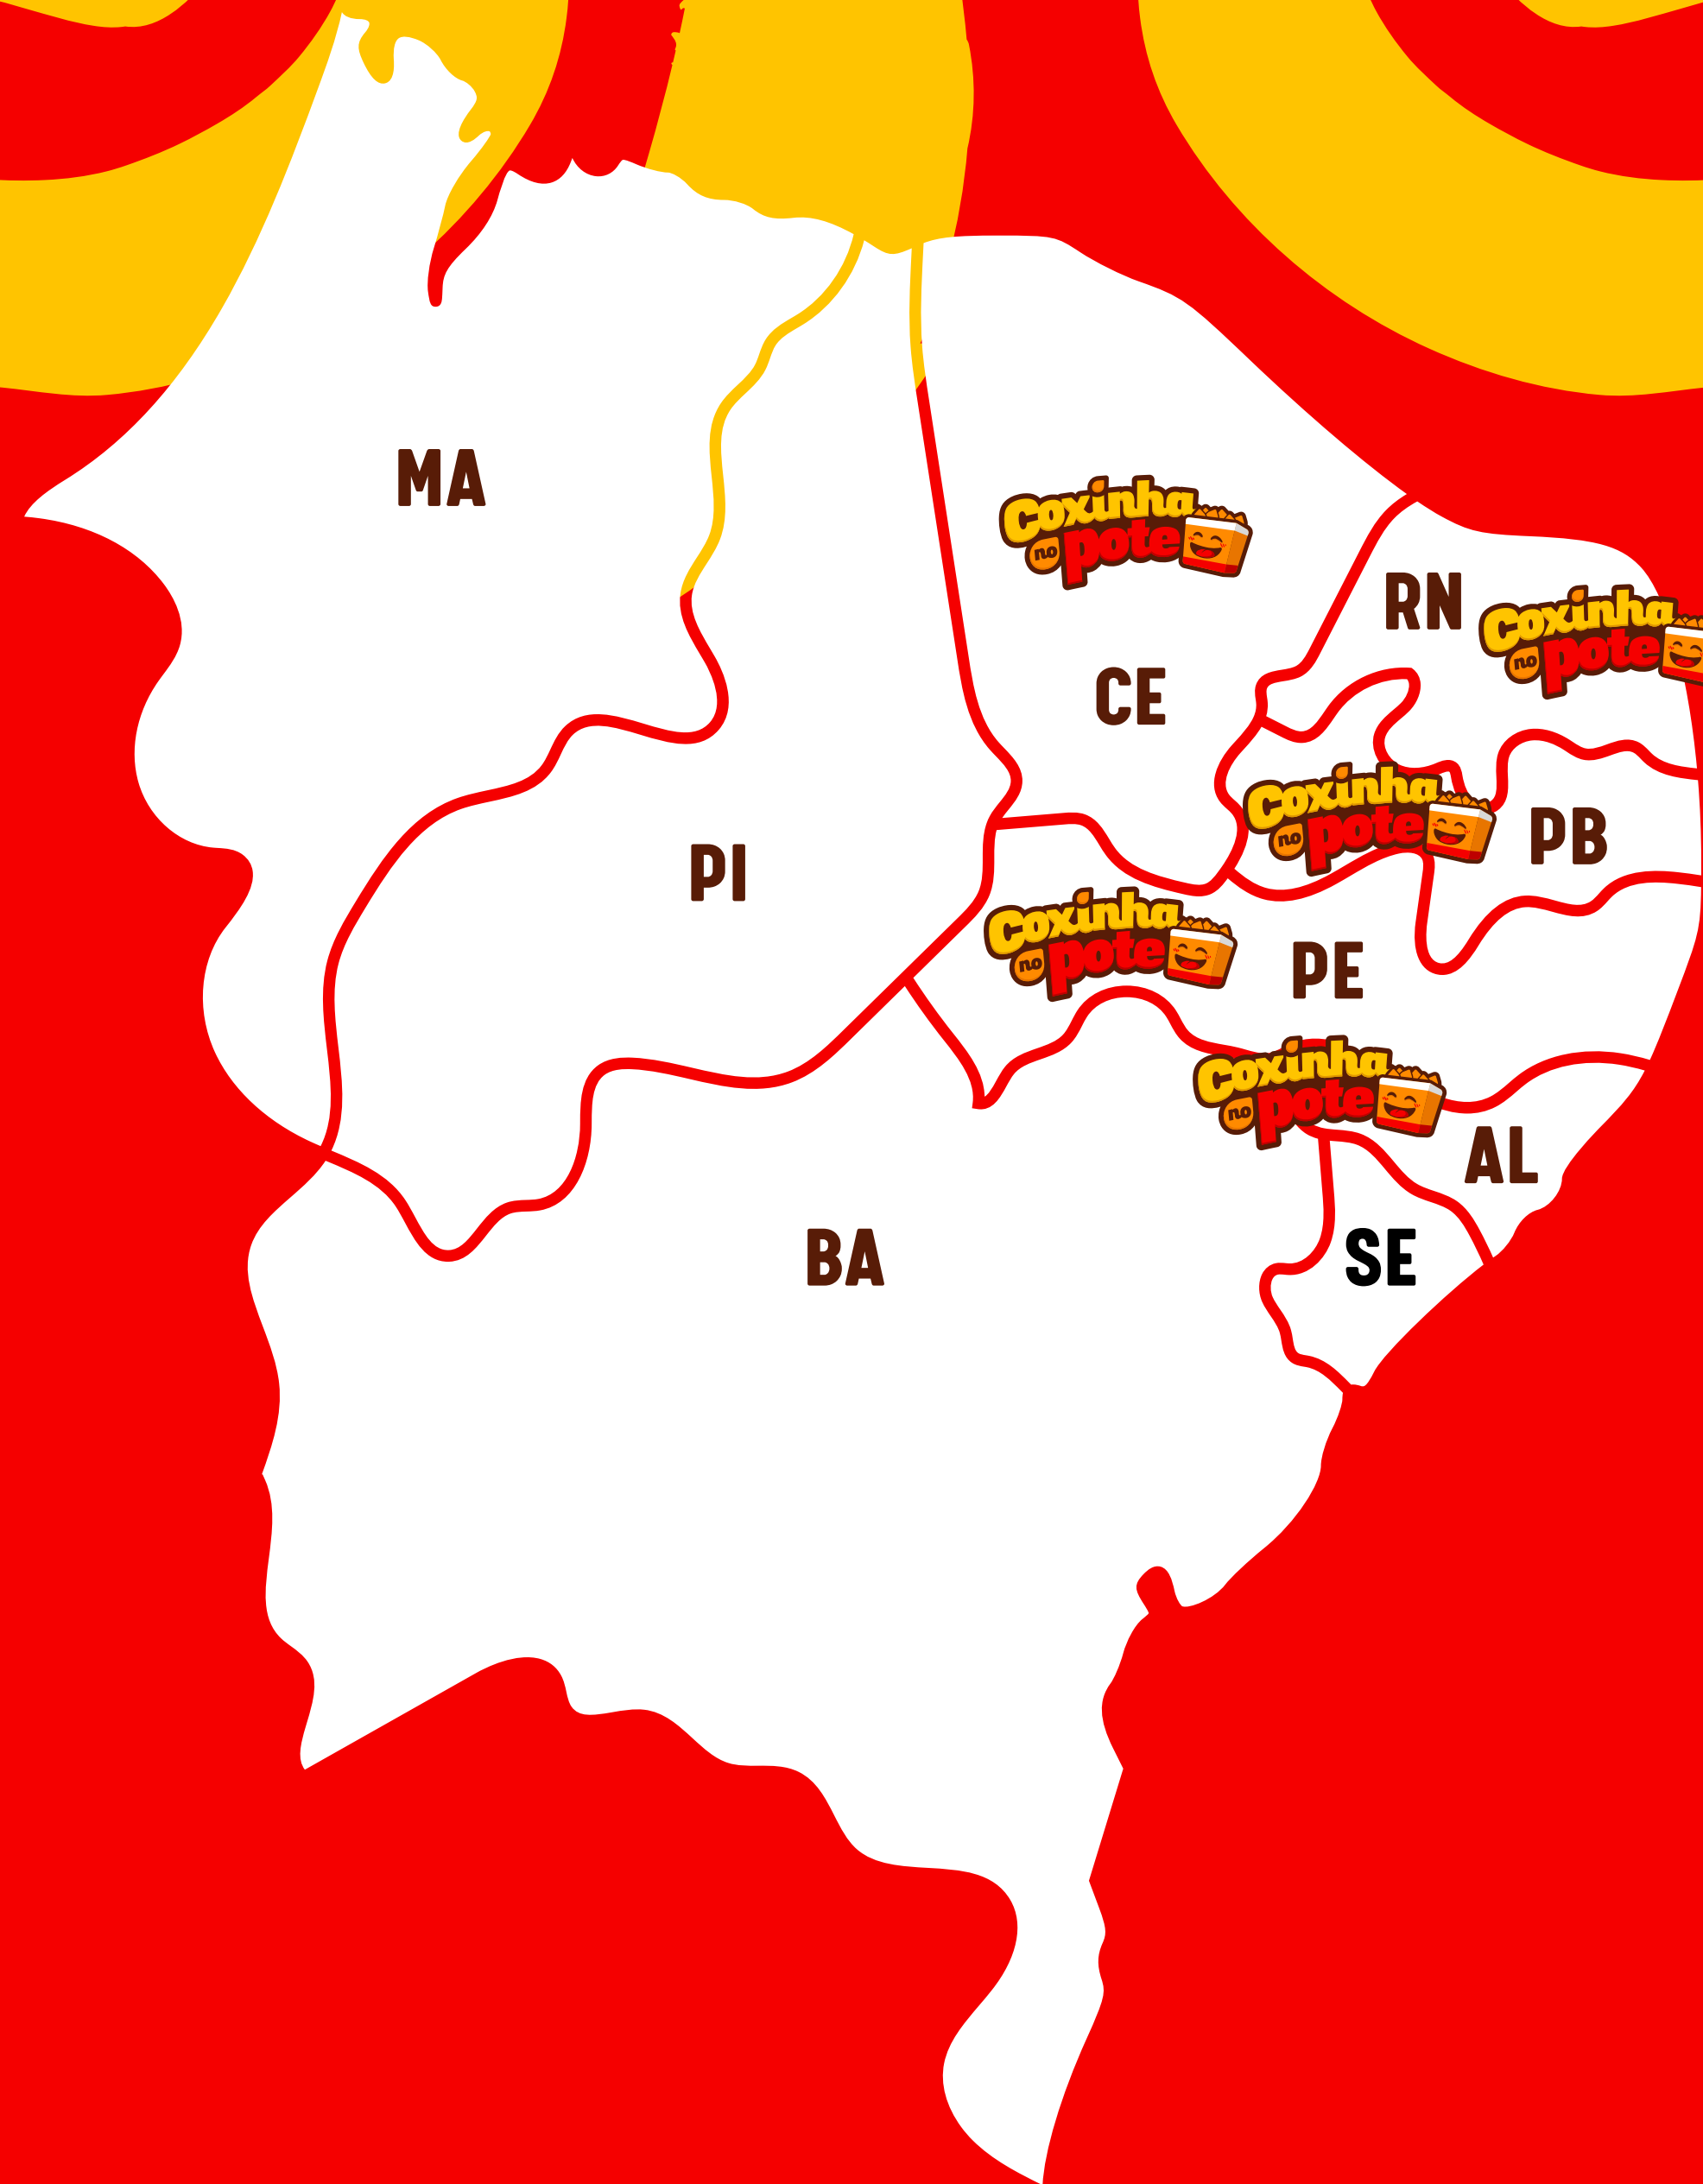 MA
coxinha
no pote
RN
coxinha
no pote
CE
coxinha
no pote
PB
PI
coxinha
no pote
PE
coxinha
no pote
AL
BA
SE